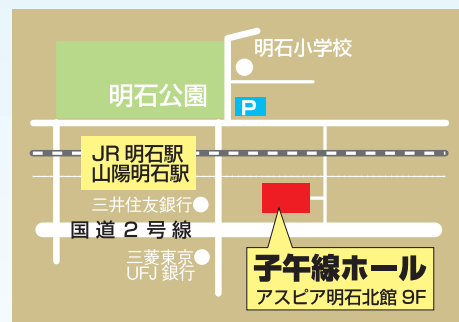 明石小学校
明石公園
P
JR 明石駅
山陽明石駅
三井住友銀行
国道2号線
三菱東京
UFJ 銀行
子午線ホール
アスピア明石北館 9F